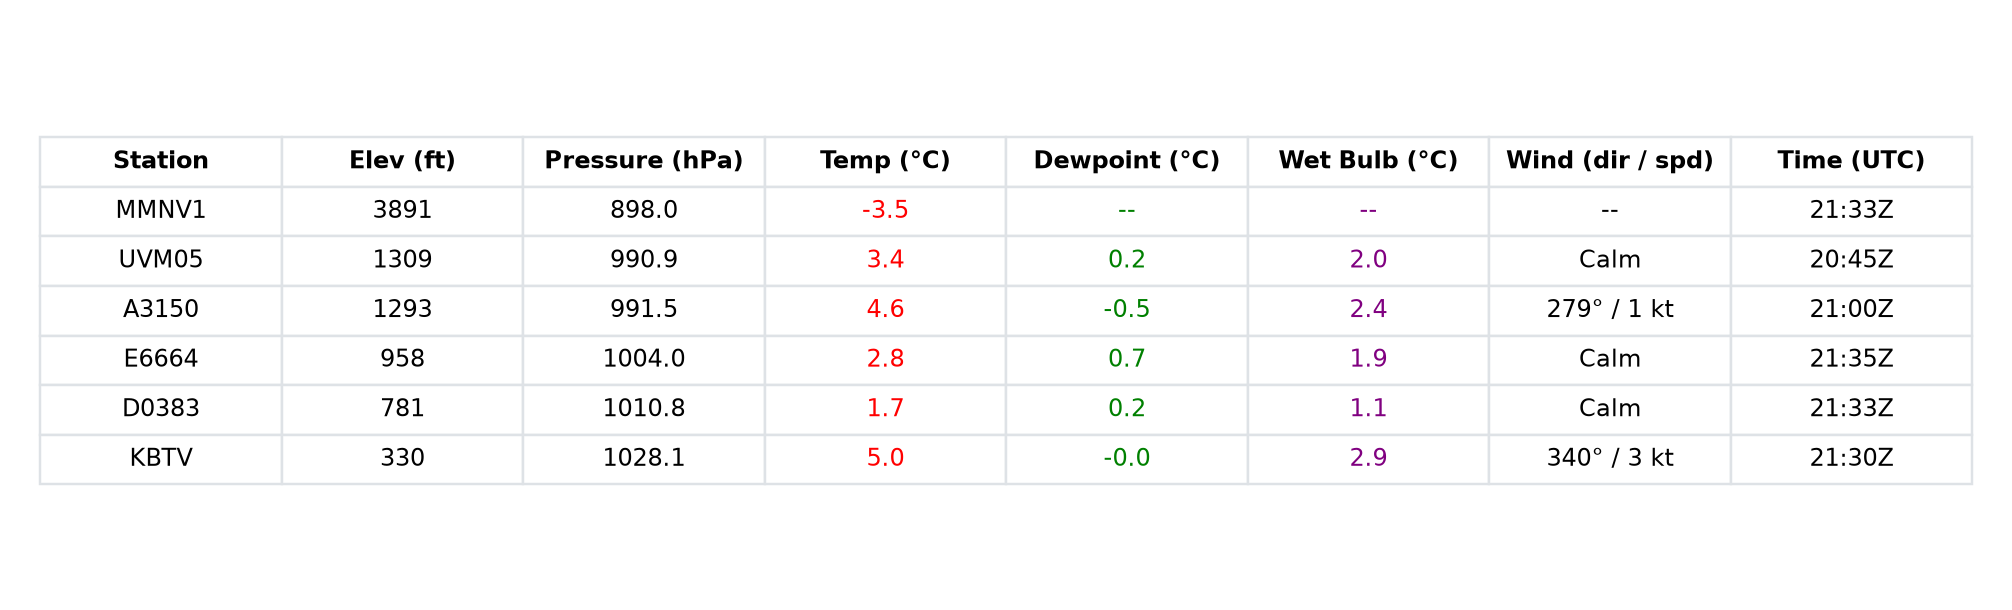 Station Elev (ft) Pressure (hPa) Temp (°C) Dewpoint (°C) Wet Bulb (°C) Wind (dir / spd) Time (UTC)
MMNV1 3891 898.0 -3.5 -- -- -- 21:33Z
UVM05 1309 990.9 3.4 0.2 2.0 Calm 20:45Z
A3150 1293 991.5 4.6 -0.5 2.4 279° / 1 kt 21:00Z
E6664 958 1004.0 2.8 0.7 1.9 Calm 21:35Z
D0383 781 1010.8 1.7 0.2 1.1 Calm 21:33Z
KBTV 330 1028.1 5.0 -0.0 2.9 340° / 3 kt 21:30Z